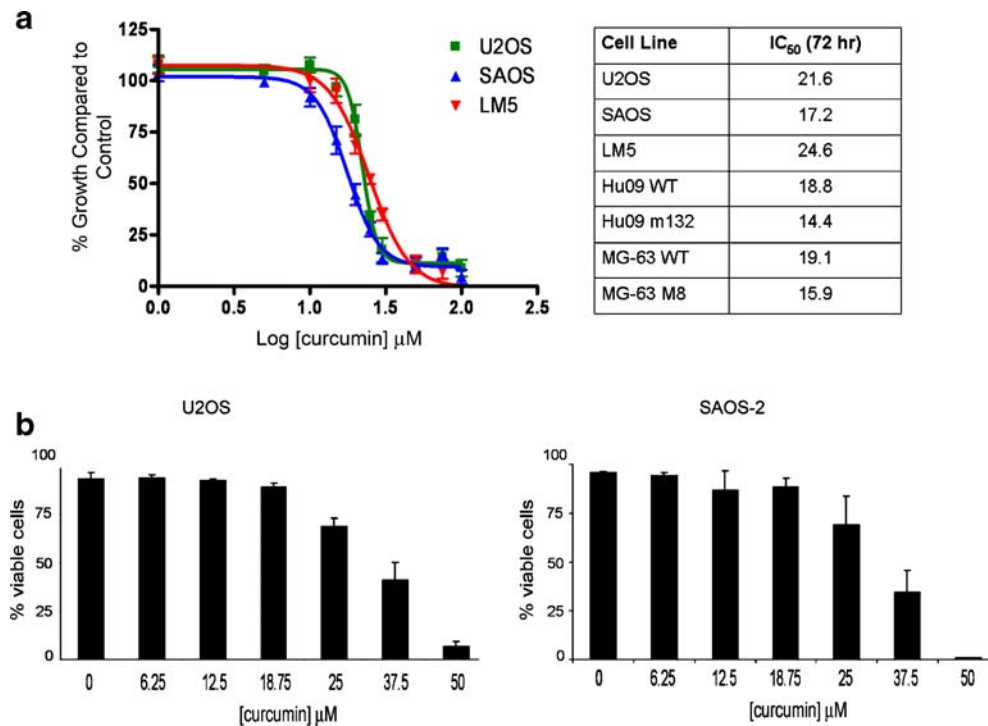 a
% Growth Compared to
Control
125
100
75
50
25
0
0.0 0.5 1.0 1.5 2.0
Log [curcumin] µM
U2OS
SAOS
LM5
Cell Line IC50 (72 hr)
U2OS 21.6
SAOS 17.2
LM5 24.6
Hu09 WT 18.8
Hu09 m132 14.4
MG-63 WT 19.1
MG-63 M8 15.9
b
U2OS
% viable cells
100
75
50
25
0
0 6.25 12.5 18.75 25 37.5 50
[curcumin] µM
SAOS-2
% viable cells
100
75
50
25
0
0 6.25 12.5 18.75 25 37.5 50
[curcumin] µM